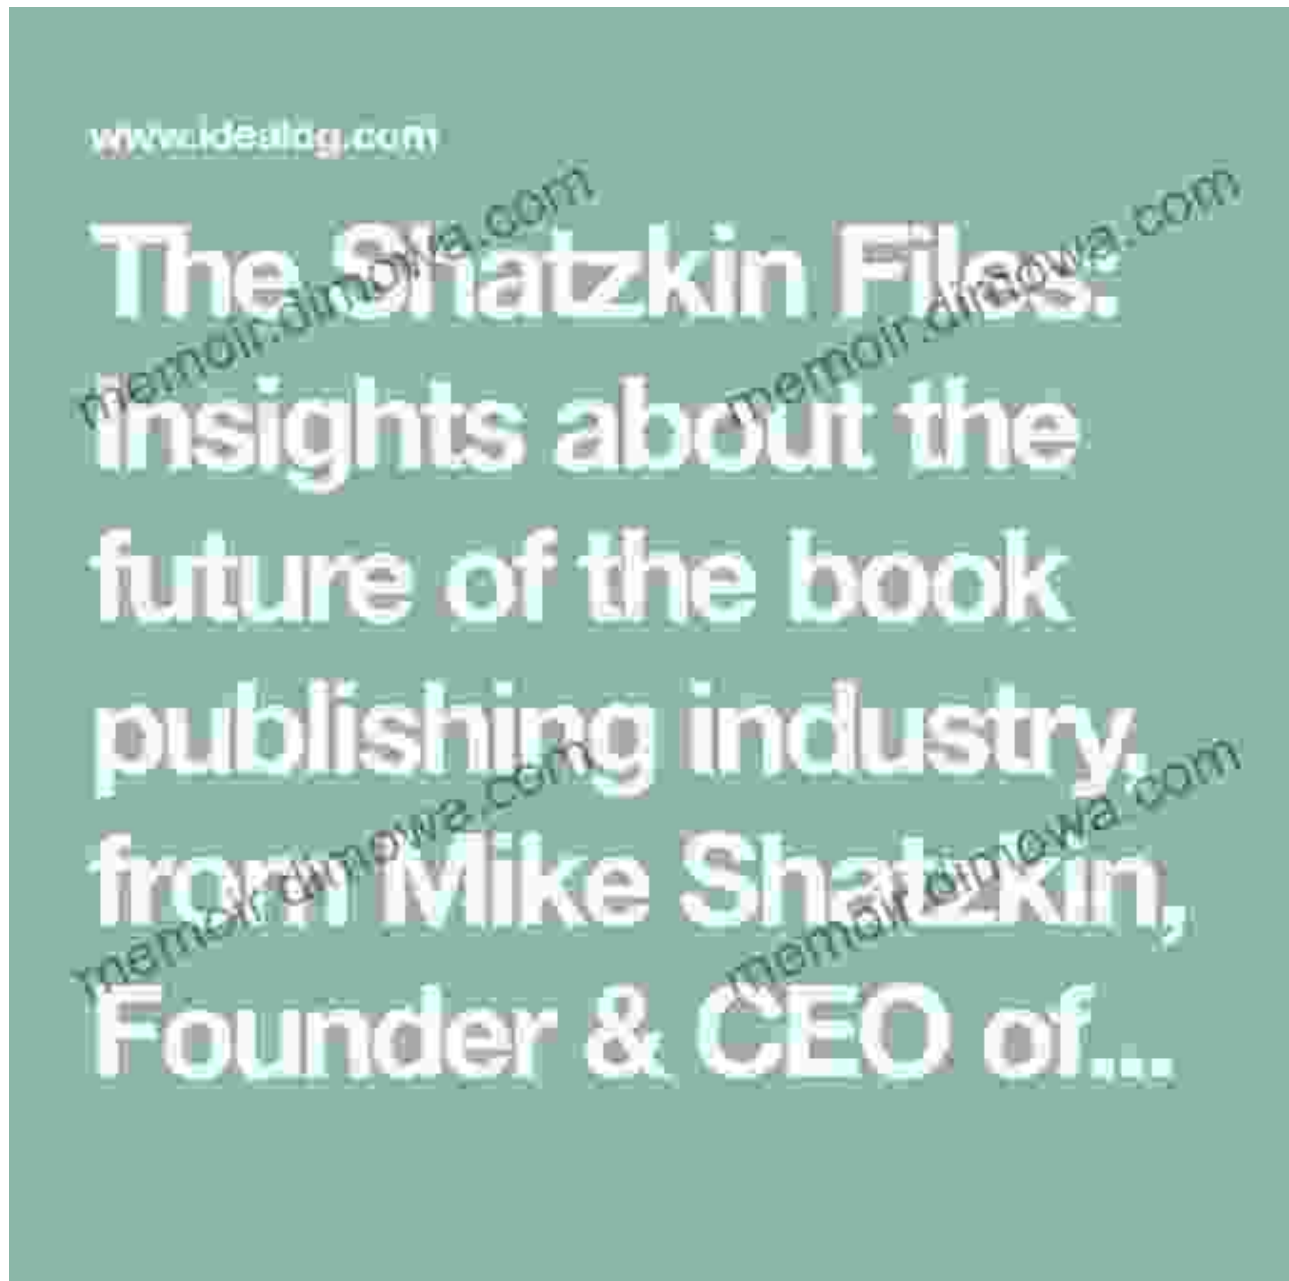 www.idealog.com
memoir.dimowa.com
memoir.dimowa.com
The Shatzkin Files:
insights about the
future of the book
publishing industry,
memoir.dimowa.com
memoir.dimowa.com
from Mike Shatzkin,
Founder & CEO of...